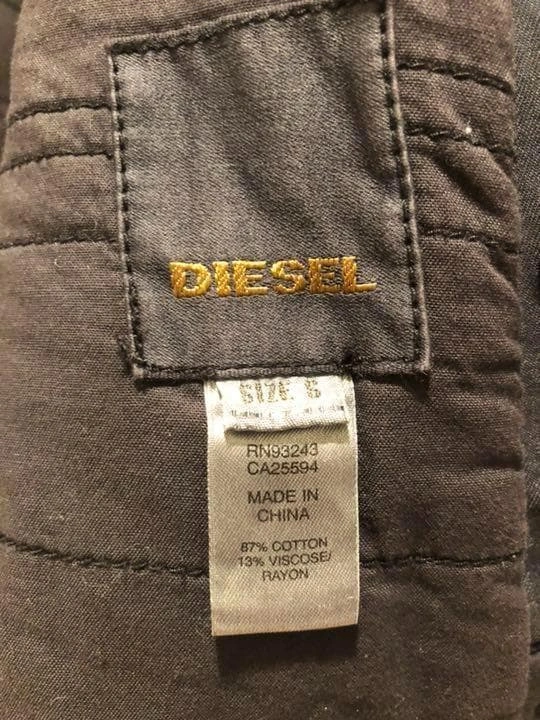 DIESEL
SIZE S
RN93243
CA25594
MADE IN
CHINA
87% COTTON
13% VISCOSE/
RAYON